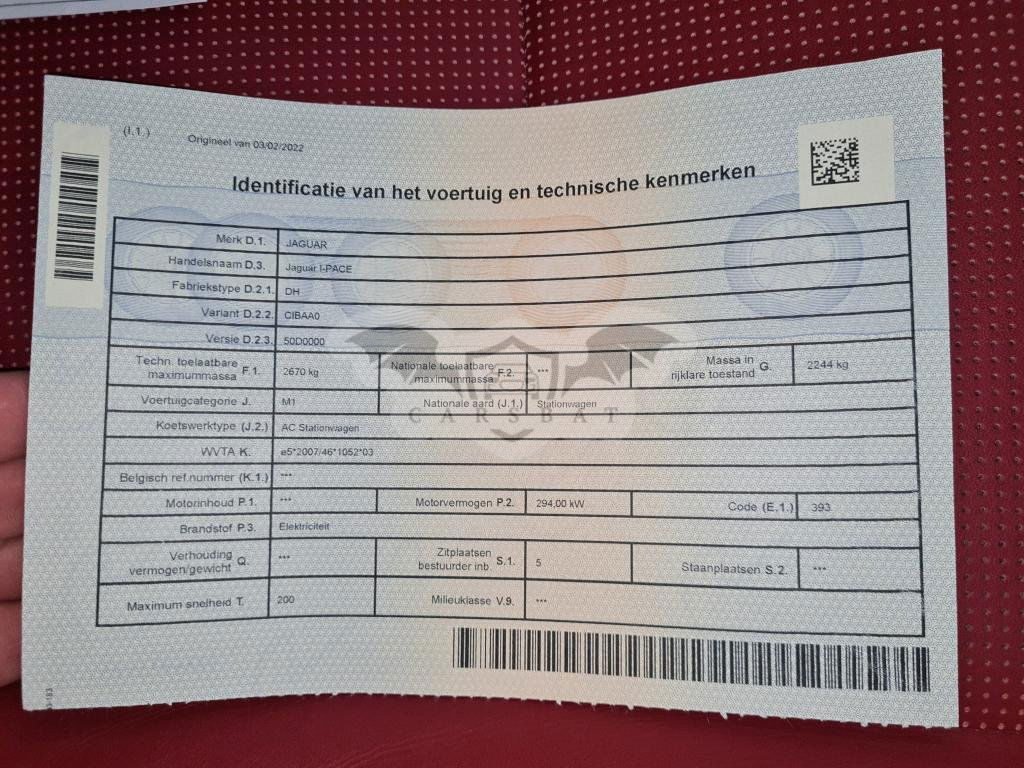 (I.1.)
Origineel van 03/02/2022
Identificatie van het voertuig en technische kenmerken
Merk D.1. JAGUAR
Handelsnaam D.3. Jaguar I-PACE
Fabriekstype D.2.1. DH
Variant D.2.2. CIBAA0
Versie D.2.3. 50D0000
Techn. toelaatbare maximummassa F.1. 2670 kg Nationale toelaatbare maximummassa F.2. *** Massa in rijklare toestand G. 2244 kg
Voertuigcategorie J. M1 Nationale aard (J.1.) Stationwagen
CARSBAT
Koetswerktype (J.2.) AC Stationwagen
WVTA K. e5*2007/46*1052*03
Belgisch ref.nummer (K.1.) ***
Motorinhoud P.1. *** Motorvermogen P.2. 294,00 kW Code (E.1.) 393
Brandstof P.3. Elektriciteit
Verhouding vermogen/gewicht Q. *** Zitplaatsen bestuurder inb S.1. 5 Staanplaatsen S.2. ***
Maximum snelheid T. 200 Milieuklasse V.9. ***